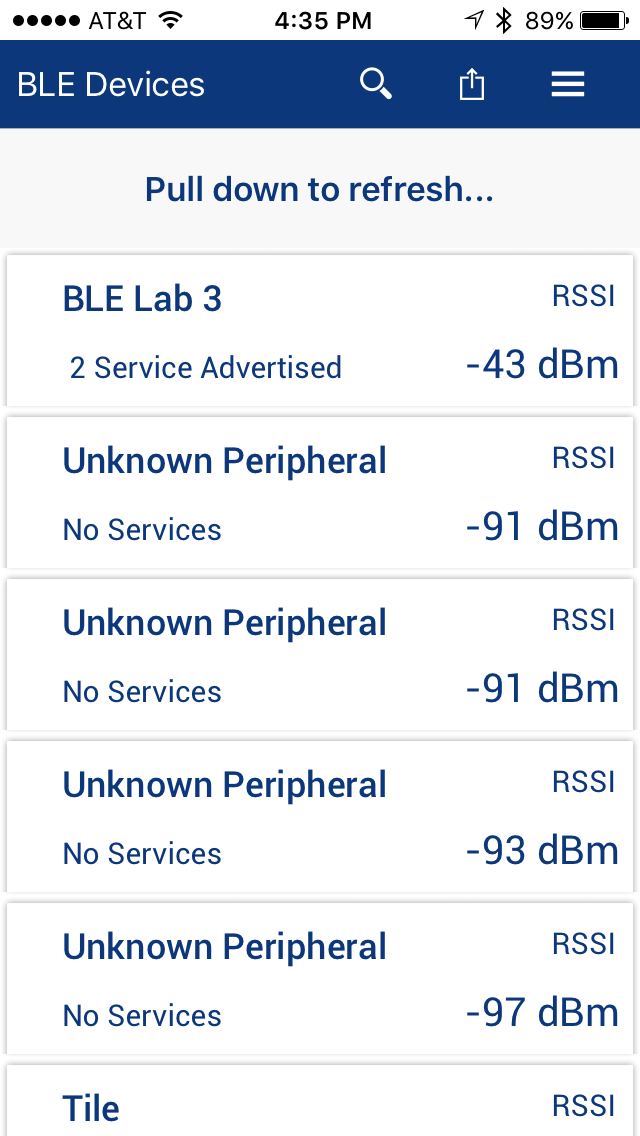 AT&T 4:35 PM 89%
BLE Devices
Pull down to refresh...
BLE Lab 3 RSSI
2 Service Advertised -43 dBm
Unknown Peripheral RSSI
No Services -91 dBm
Unknown Peripheral RSSI
No Services -91 dBm
Unknown Peripheral RSSI
No Services -93 dBm
Unknown Peripheral RSSI
No Services -97 dBm
Tile RSSI